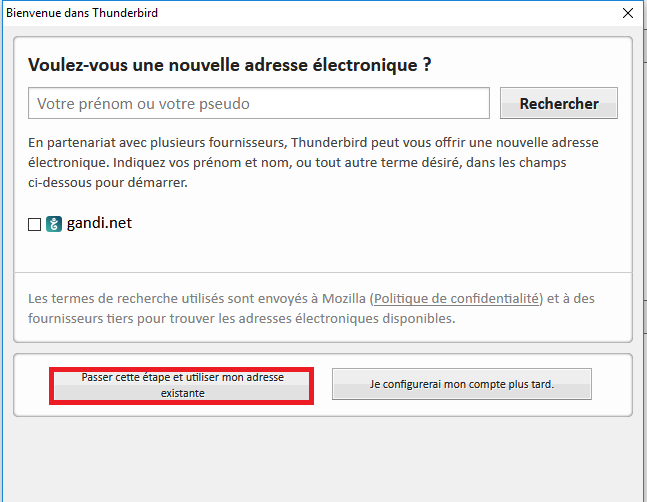 Bienvenue dans Thunderbird
Voulez-vous une nouvelle adresse électronique ?
Votre prénom ou votre pseudo
Rechercher
En partenariat avec plusieurs fournisseurs, Thunderbird peut vous offrir une nouvelle adresse
électronique. Indiquez vos prénom et nom, ou tout autre terme désiré, dans les champs
ci-dessous pour démarrer.
gandi.net
Les termes de recherche utilisés sont envoyés à Mozilla (Politique de confidentialité) et à des
fournisseurs tiers pour trouver les adresses électroniques disponibles.
Passer cette étape et utiliser mon adresse
existante
Je configurerai mon compte plus tard.